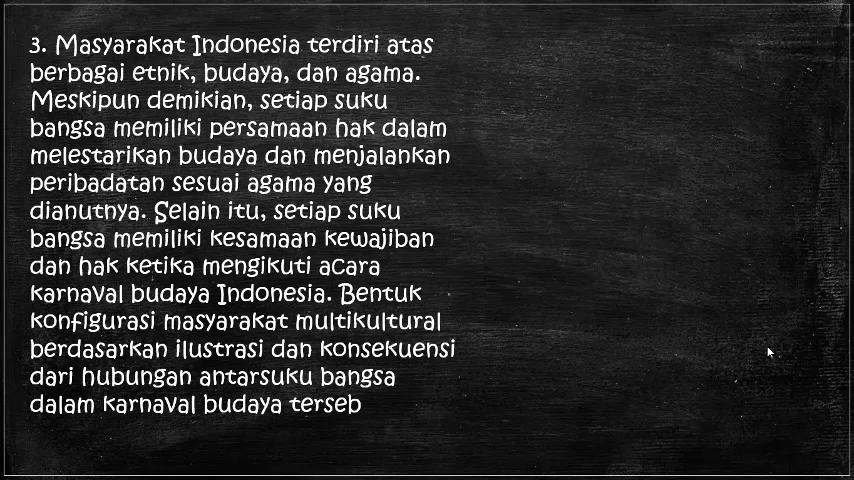 3. Masyarakat Indonesia terdiri atas
berbagai etnik, budaya, dan agama.
Meskipun demikian, setiap suku
bangsa memiliki persamaan hak dalam
melestarikan budaya dan menjalankan
peribadatan sesuai agama yang
dianutnya. Selain itu, setiap suku
bangsa memiliki kesamaan kewajiban
dan hak ketika mengikuti acara
karnaval budaya Indonesia. Bentuk
konfigurasi masyarakat multikultural
berdasarkan ilustrasi dan konsekuensi
dari hubungan antarsuku bangsa
dalam karnaval budaya terseb